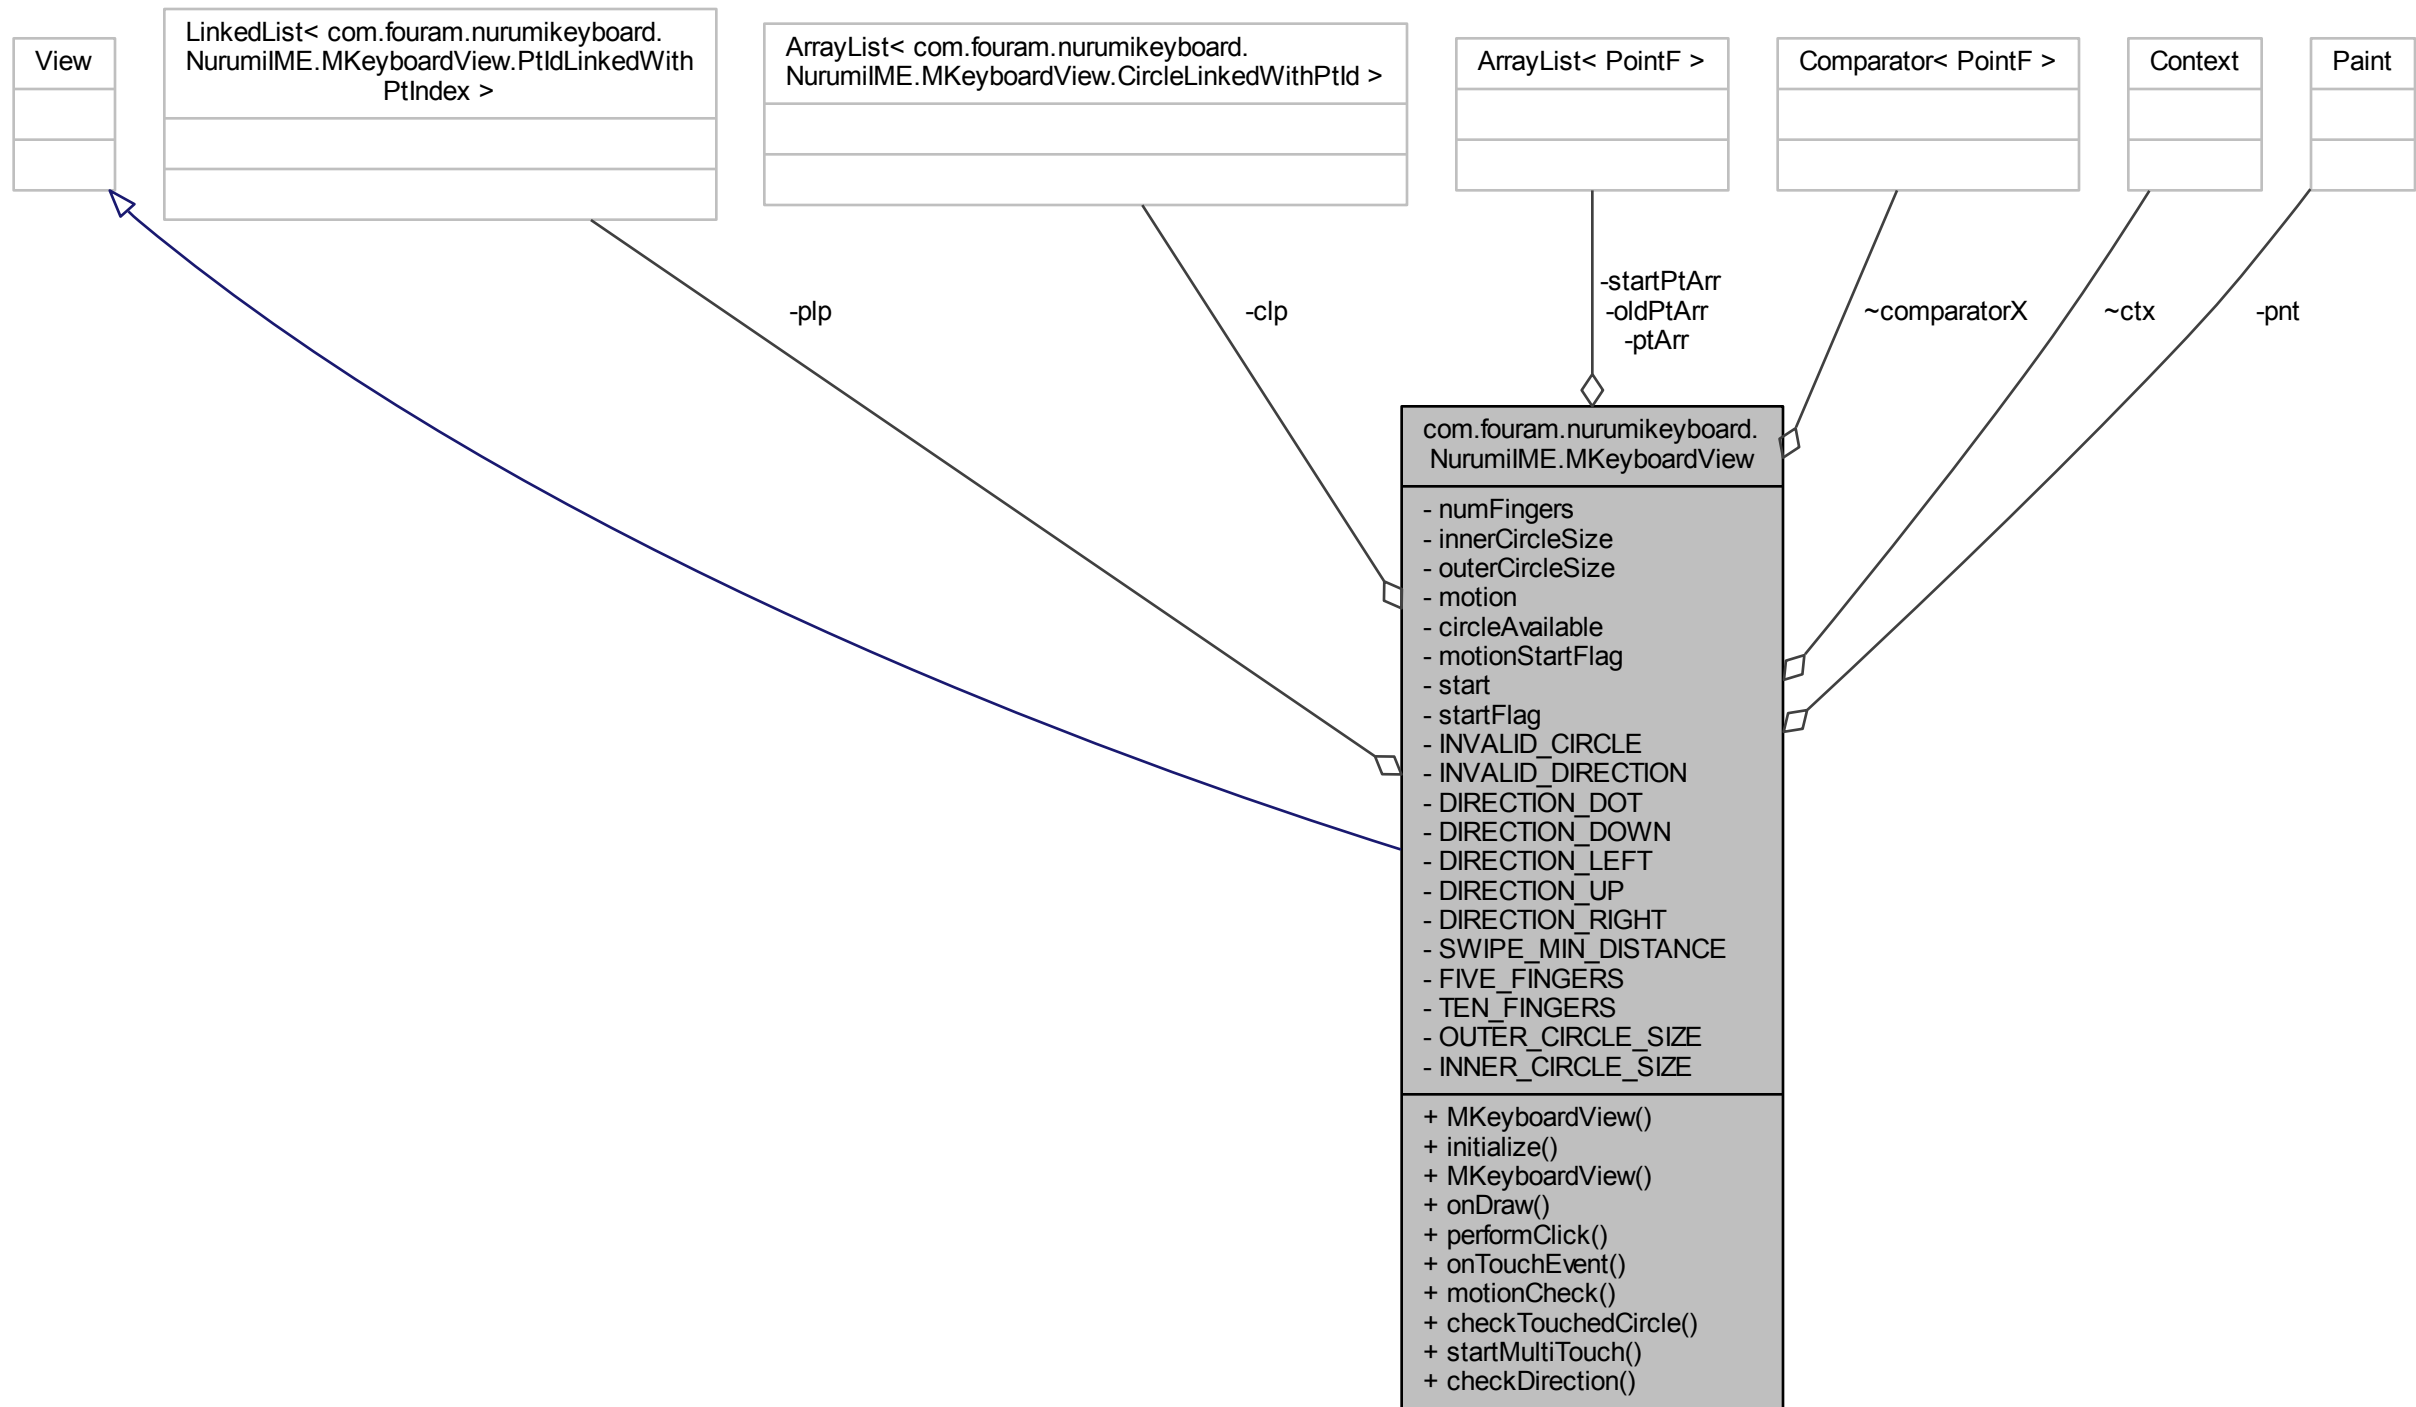 View
LinkedList< com.fouram.nurumikeyboard.
NurumiIME.MKeyboardView.PtIdLinkedWith
PtIndex >
ArrayList< com.fouram.nurumikeyboard.
NurumiIME.MKeyboardView.CircleLinkedWithPtId >
ArrayList< PointF >
Comparator< PointF >
Context
Paint
-plp
-clp
-startPtArr
-oldPtArr
-ptArr
~comparatorX
~ctx
-pnt
com.fouram.nurumikeyboard.
NurumiIME.MKeyboardView
- numFingers
- innerCircleSize
- outerCircleSize
- motion
- circleAvailable
- motionStartFlag
- start
- startFlag
- INVALID_CIRCLE
- INVALID_DIRECTION
- DIRECTION_DOT
- DIRECTION_DOWN
- DIRECTION_LEFT
- DIRECTION_UP
- DIRECTION_RIGHT
- SWIPE_MIN_DISTANCE
- FIVE_FINGERS
- TEN_FINGERS
- OUTER_CIRCLE_SIZE
- INNER_CIRCLE_SIZE
+ MKeyboardView()
+ initialize()
+ MKeyboardView()
+ onDraw()
+ performClick()
+ onTouchEvent()
+ motionCheck()
+ checkTouchedCircle()
+ startMultiTouch()
+ checkDirection()